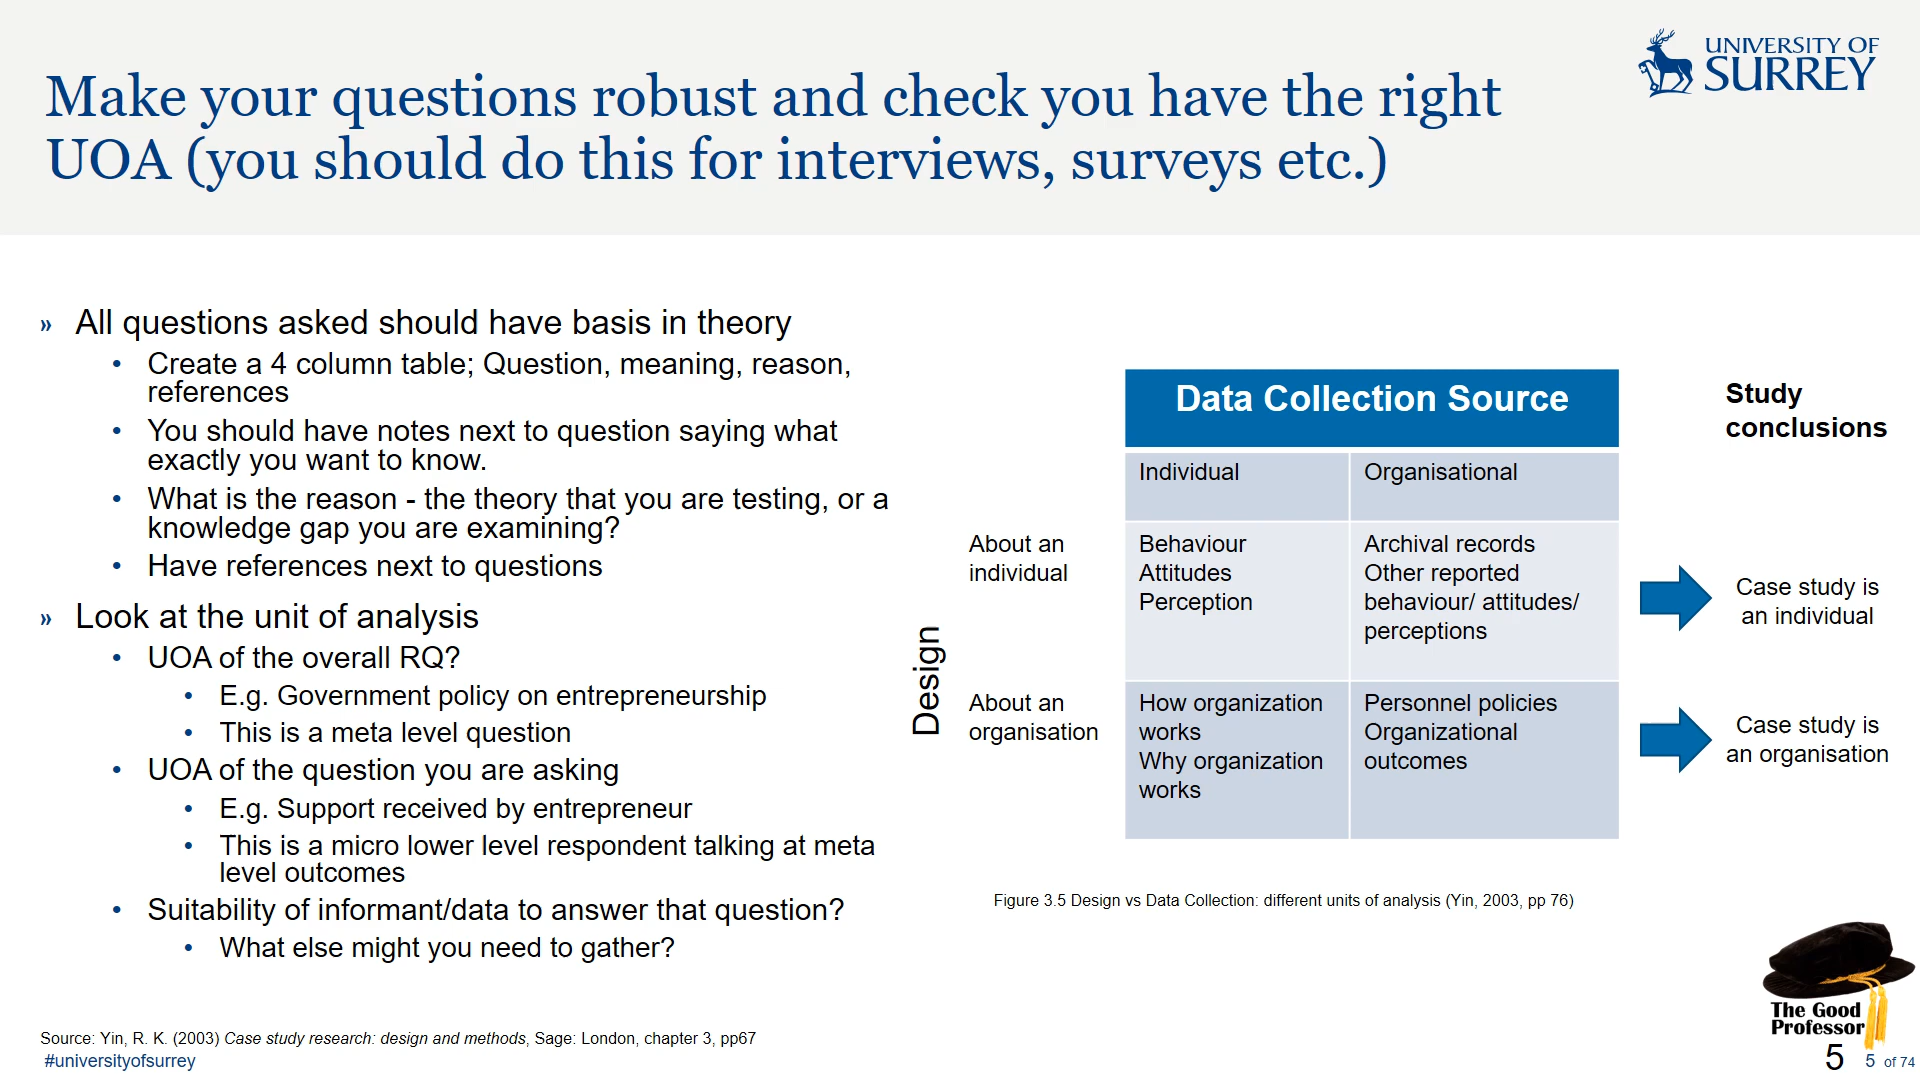 UNIVERSITY OF
SURREY
Make your questions robust and check you have the right
UOA (you should do this for interviews, surveys etc.)
» All questions asked should have basis in theory
• Create a 4 column table; Question, meaning, reason,
references
• You should have notes next to question saying what
exactly you want to know.
• What is the reason - the theory that you are testing, or a
knowledge gap you are examining?
• Have references next to questions
» Look at the unit of analysis
• UOA of the overall RQ?
• E.g. Government policy on entrepreneurship
• This is a meta level question
• UOA of the question you are asking
• E.g. Support received by entrepreneur
• This is a micro lower level respondent talking at meta
level outcomes
• Suitability of informant/data to answer that question?
• What else might you need to gather?
Design
Data Collection Source
Study
conclusions
Individual
Organisational
About an
individual
Behaviour
Attitudes
Perception
Archival records
Other reported
behaviour/ attitudes/
perceptions
Case study is
an individual
About an
organisation
How organization
works
Why organization
works
Personnel policies
Organizational
outcomes
Case study is
an organisation
Figure 3.5 Design vs Data Collection: different units of analysis (Yin, 2003, pp 76)
The Good
Professor
Source: Yin, R. K. (2003) Case study research: design and methods, Sage: London, chapter 3, pp67
#universityofsurrey
5
5 of 74